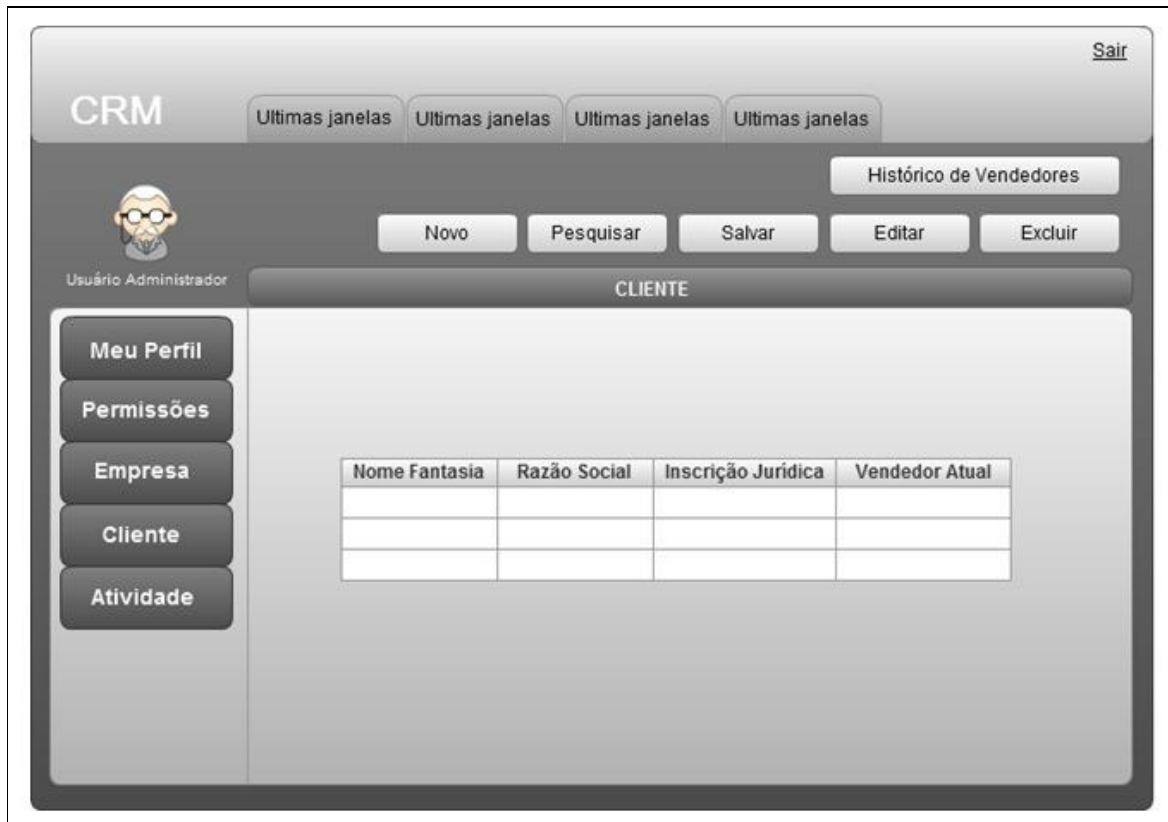 Sair
CRM
Ultimas janelas Ultimas janelas Ultimas janelas Ultimas janelas
Histórico de Vendedores
Novo Pesquisar Salvar Editar Excluir
Usuário Administrador
CLIENTE
Meu Perfil
Permissões
Empresa
Cliente
Atividade
Nome Fantasia Razão Social Inscrição Jurídica Vendedor Atual